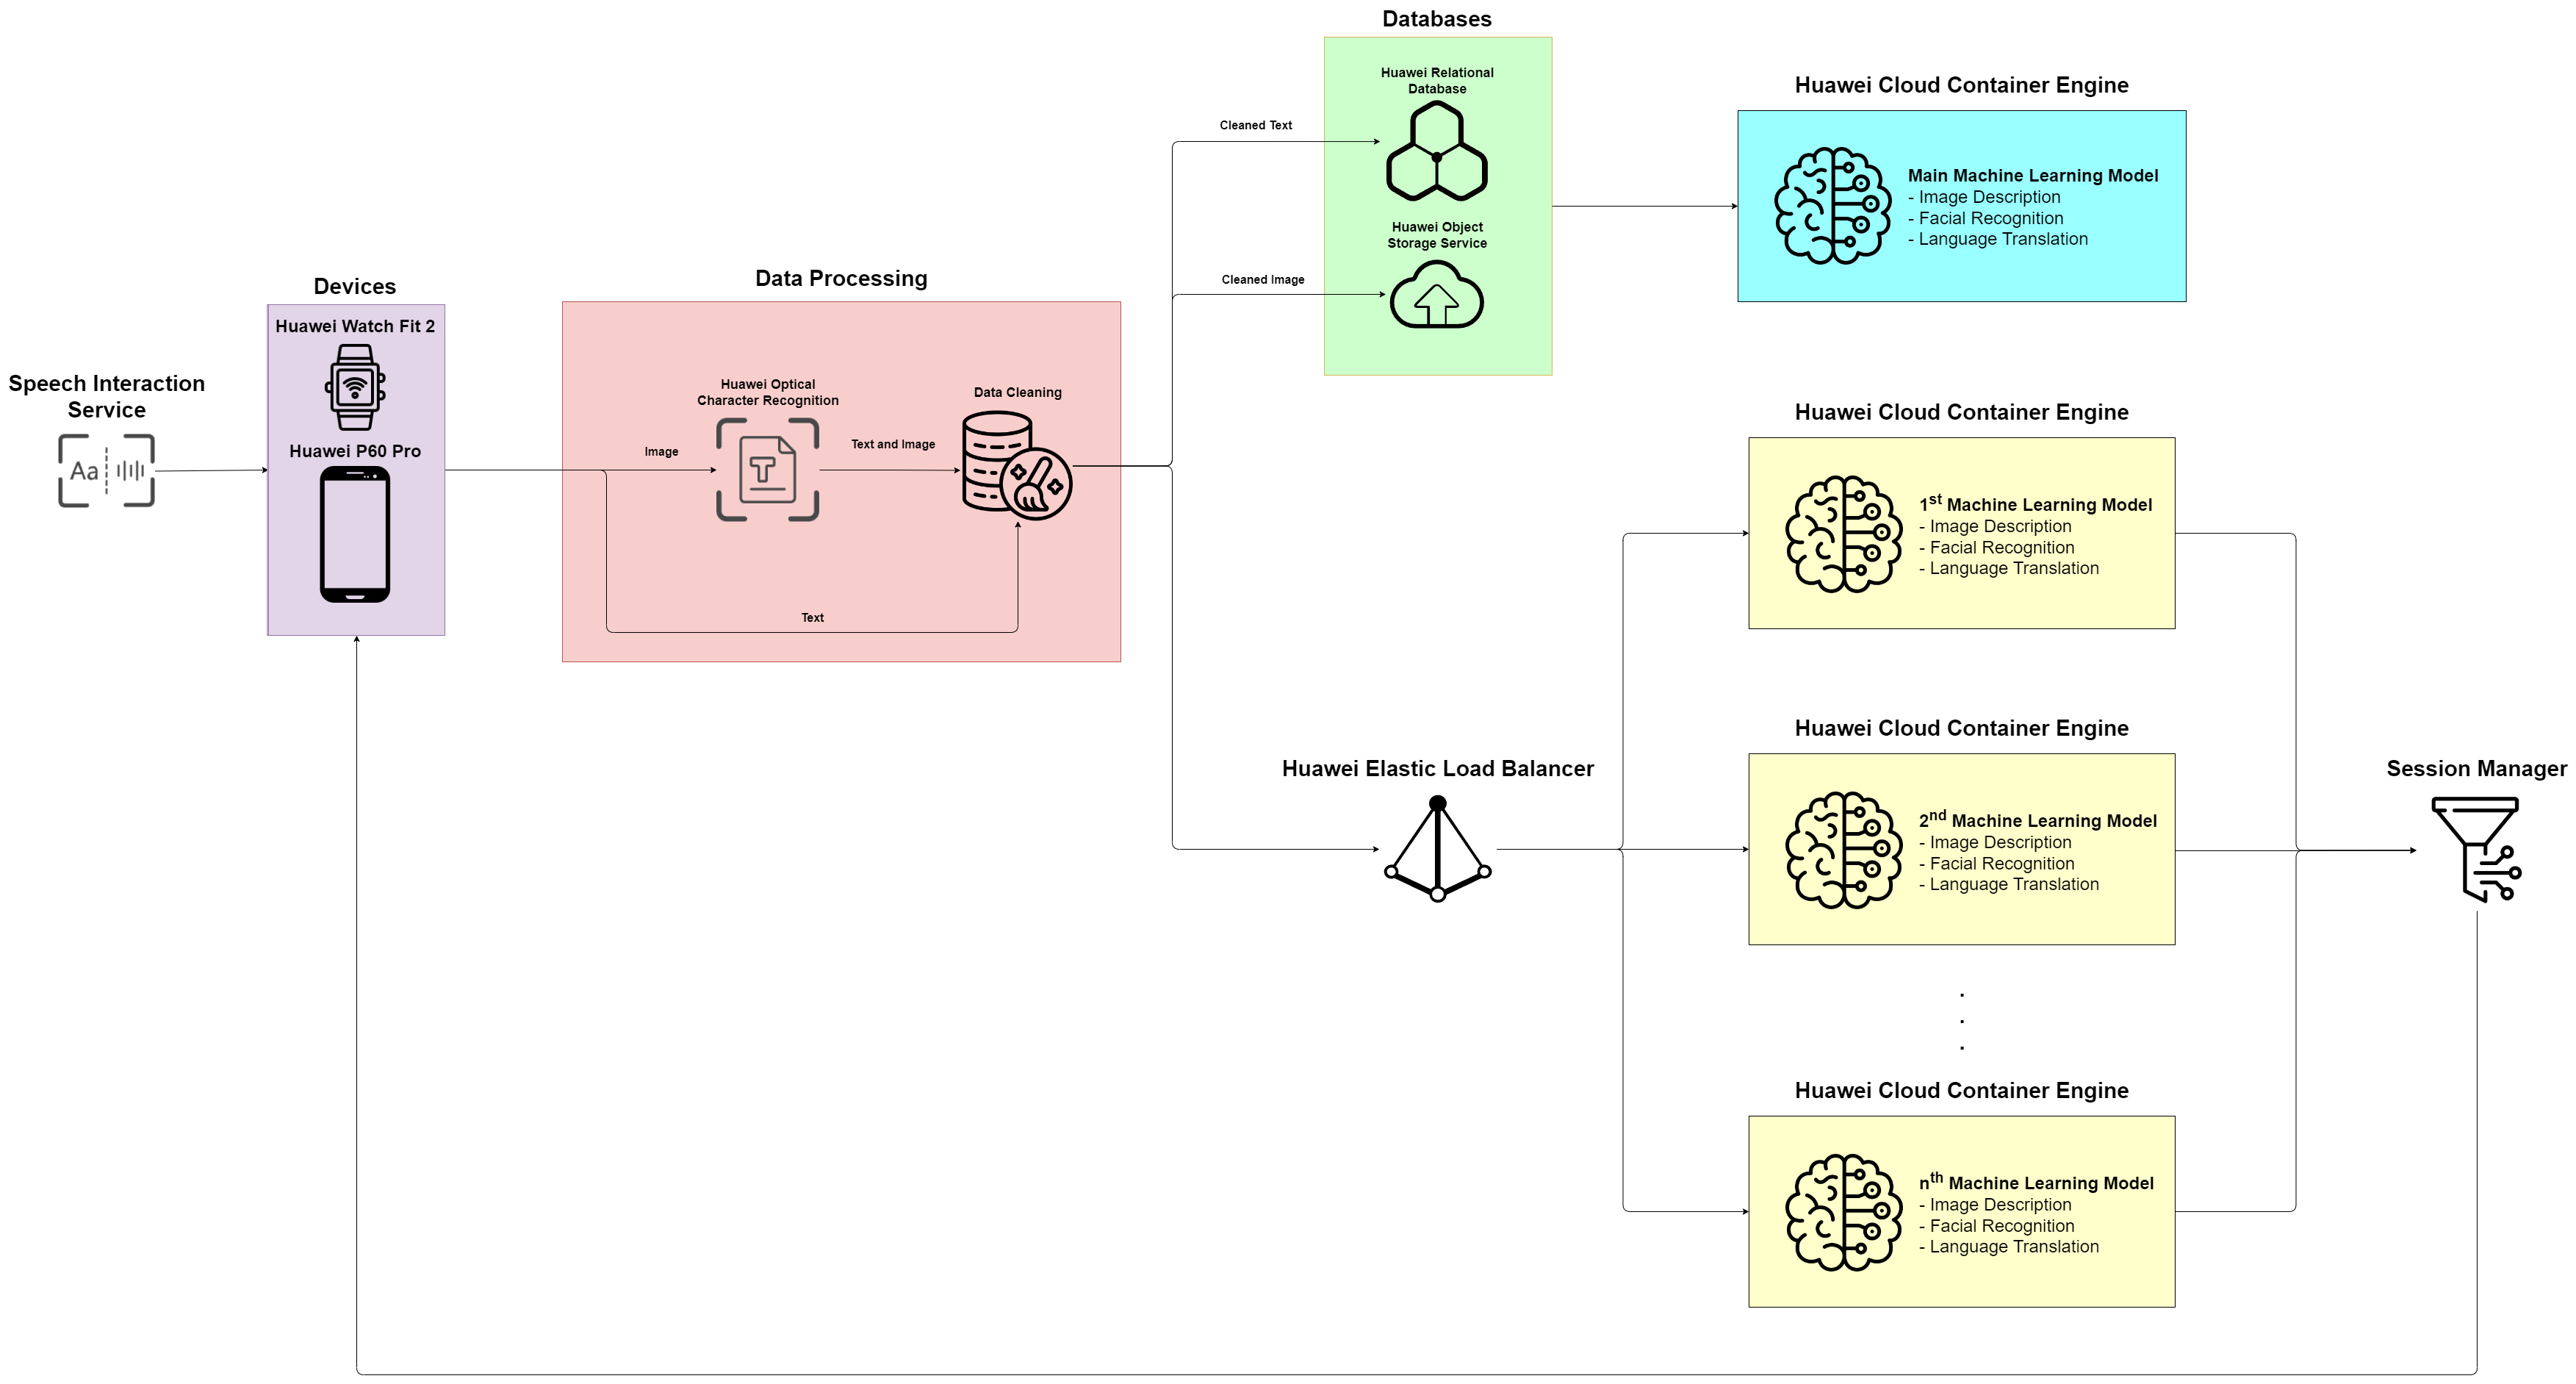 Databases
Huawei Relational
Database
Huawei Cloud Container Engine
Cleaned Text
Main Machine Learning Model
- Image Description
- Facial Recognition
- Language Translation
Huawei Object
Storage Service
Cleaned Image
Data Processing
Devices
Huawei Watch Fit 2
Speech Interaction
Service
Aa
Huawei P60 Pro
Huawei Optical
Character Recognition
Data Cleaning
Image
T
Text and Image
Text
Huawei Cloud Container Engine
1st Machine Learning Model
- Image Description
- Facial Recognition
- Language Translation
Huawei Elastic Load Balancer
Huawei Cloud Container Engine
2nd Machine Learning Model
- Image Description
- Facial Recognition
- Language Translation
Session Manager
.
.
.
Huawei Cloud Container Engine
nth Machine Learning Model
- Image Description
- Facial Recognition
- Language Translation